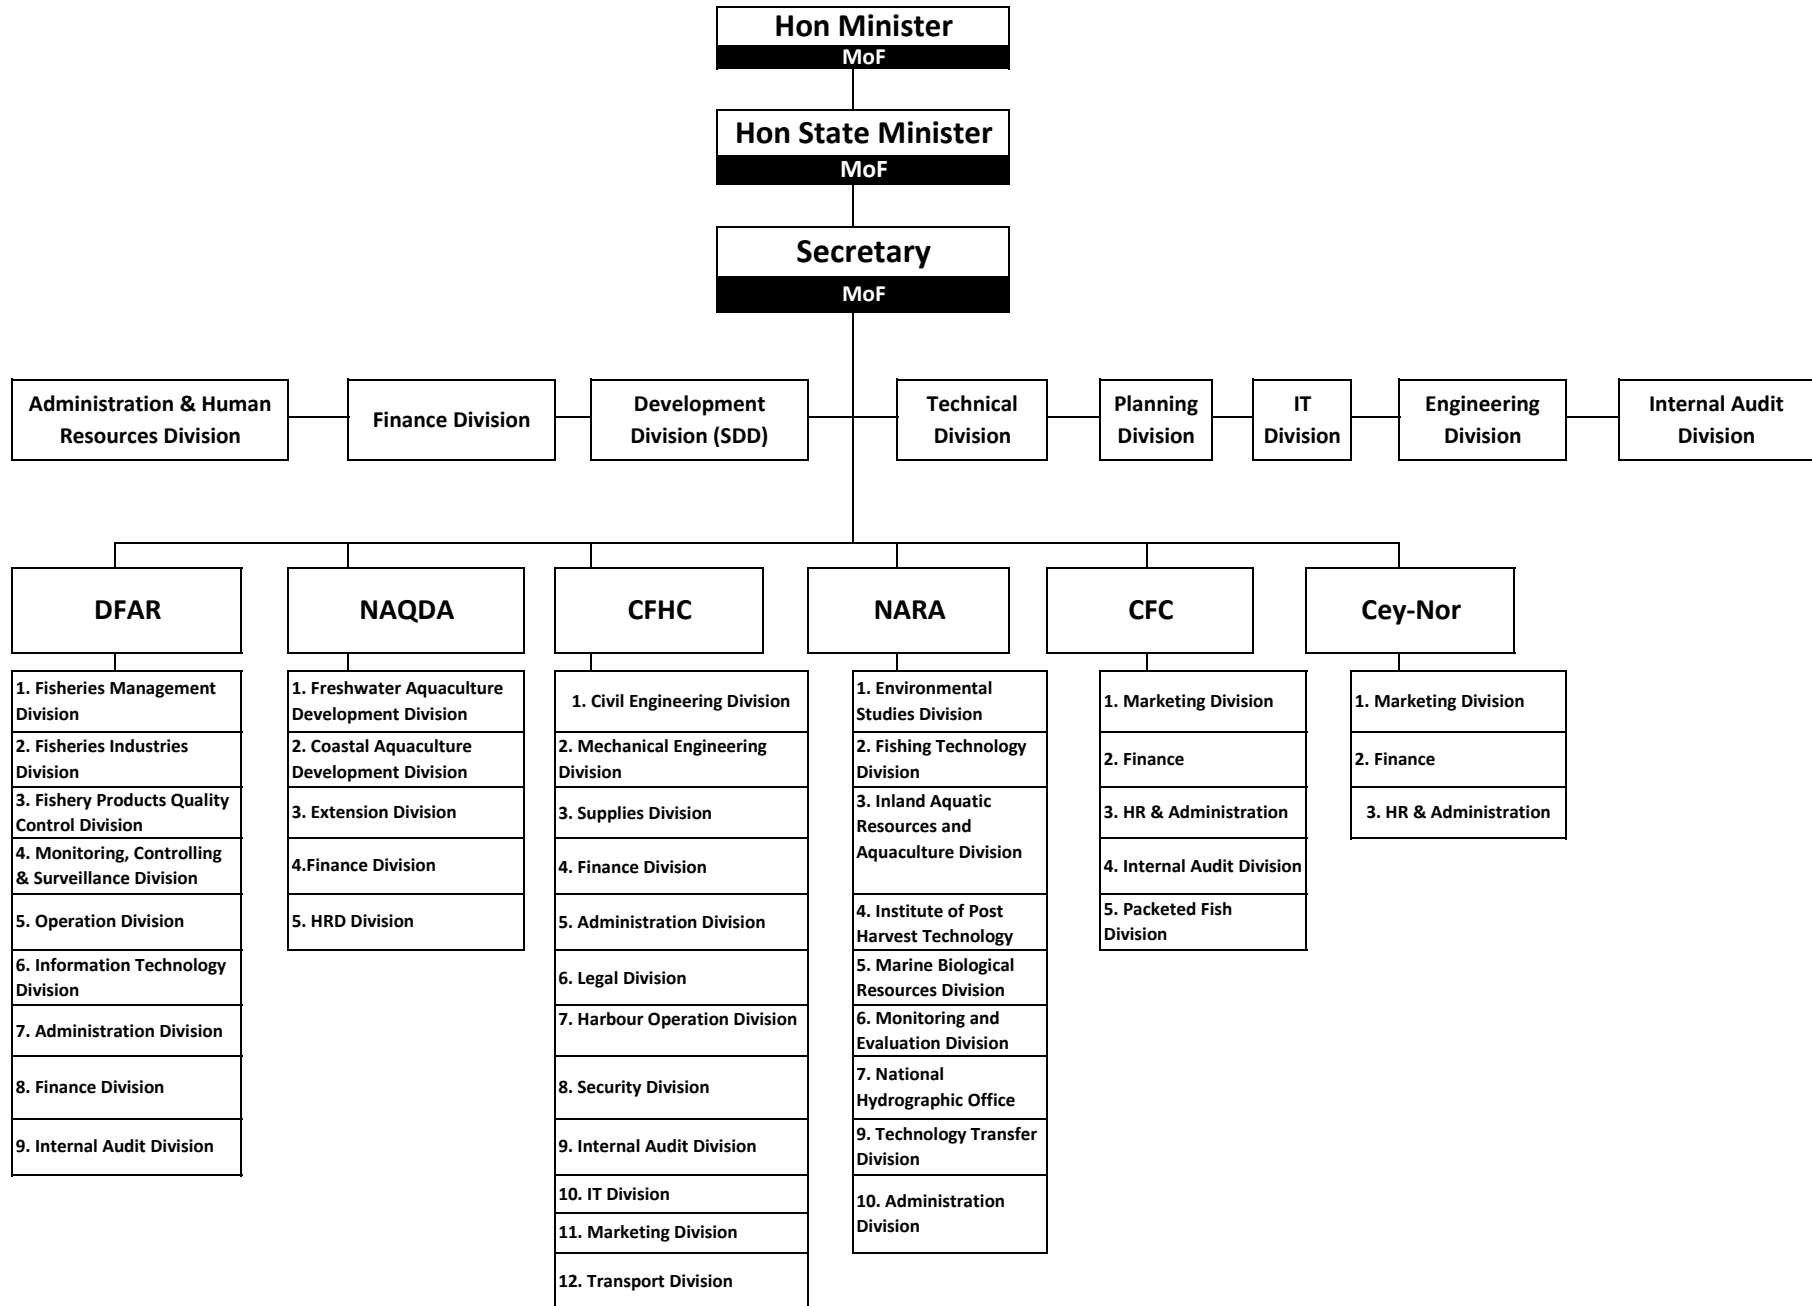 Hon Minister
MoF
Hon State Minister
MoF
Secretary
MoF
Administration & Human
Resources Division
Finance Division
Development
Division (SDD)
Technical
Division
Planning
Division
IT
Division
Engineering
Division
Internal Audit
Division
DFAR
1. Fisheries Management
Division
2. Fisheries Industries
Division
3. Fishery Products Quality
Control Division
4. Monitoring, Controlling
& Surveillance Division
5. Operation Division
6. Information Technology
Division
7. Administration Division
8. Finance Division
9. Internal Audit Division
NAQDA
1. Freshwater Aquaculture
Development Division
2. Coastal Aquaculture
Development Division
3. Extension Division
4.Finance Division
5. HRD Division
CFHC
1. Civil Engineering Division
2. Mechanical Engineering
Division
3. Supplies Division
4. Finance Division
5. Administration Division
6. Legal Division
7. Harbour Operation Division
8. Security Division
9. Internal Audit Division
10. IT Division
11. Marketing Division
12. Transport Division
NARA
1. Environmental
Studies Division
2. Fishing Technology
Division
3. Inland Aquatic
Resources and
Aquaculture Division
4. Institute of Post
Harvest Technology
5. Marine Biological
Resources Division
6. Monitoring and
Evaluation Division
7. National
Hydrographic Office
9. Technology Transfer
Division
10. Administration
Division
CFC
1. Marketing Division
2. Finance
3. HR & Administration
4. Internal Audit Division
5. Packeted Fish
Division
Cey-Nor
1. Marketing Division
2. Finance
3. HR & Administration